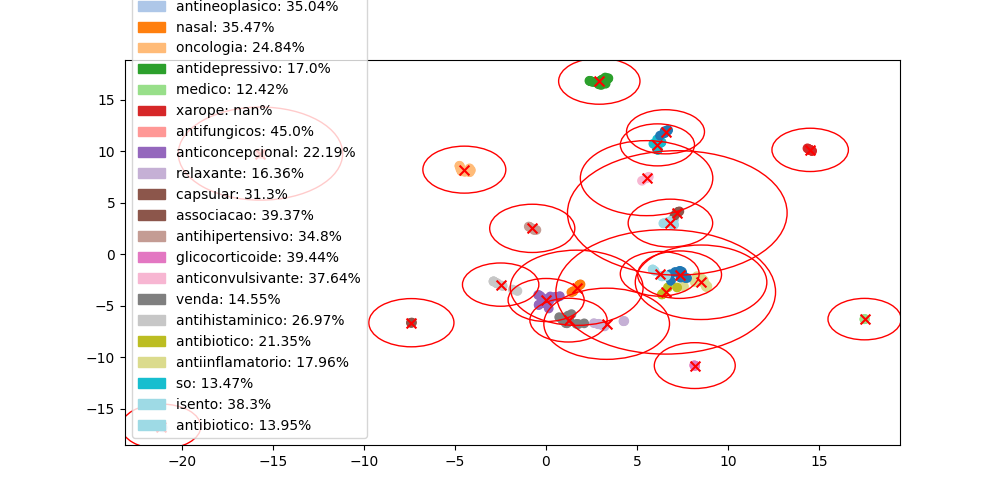 antineoplasico: 35.04%
nasal: 35.47%
oncologia: 24.84%
antidepressivo: 17.0%
medico: 12.42%
xarope: nan%
antifungicos: 45.0%
anticoncepcional: 22.19%
relaxante: 16.36%
capsular: 31.3%
associacao: 39.37%
antihipertensivo: 34.8%
glicocorticoide: 39.44%
anticonvulsivante: 37.64%
venda: 14.55%
antihistaminico: 26.97%
antibiotico: 21.35%
antiinflamatorio: 17.96%
so: 13.47%
isento: 38.3%
antibiotico: 13.95%
15
10
5
0
−5
−10
−15
−20 −15 −10 −5 0 5 10 15